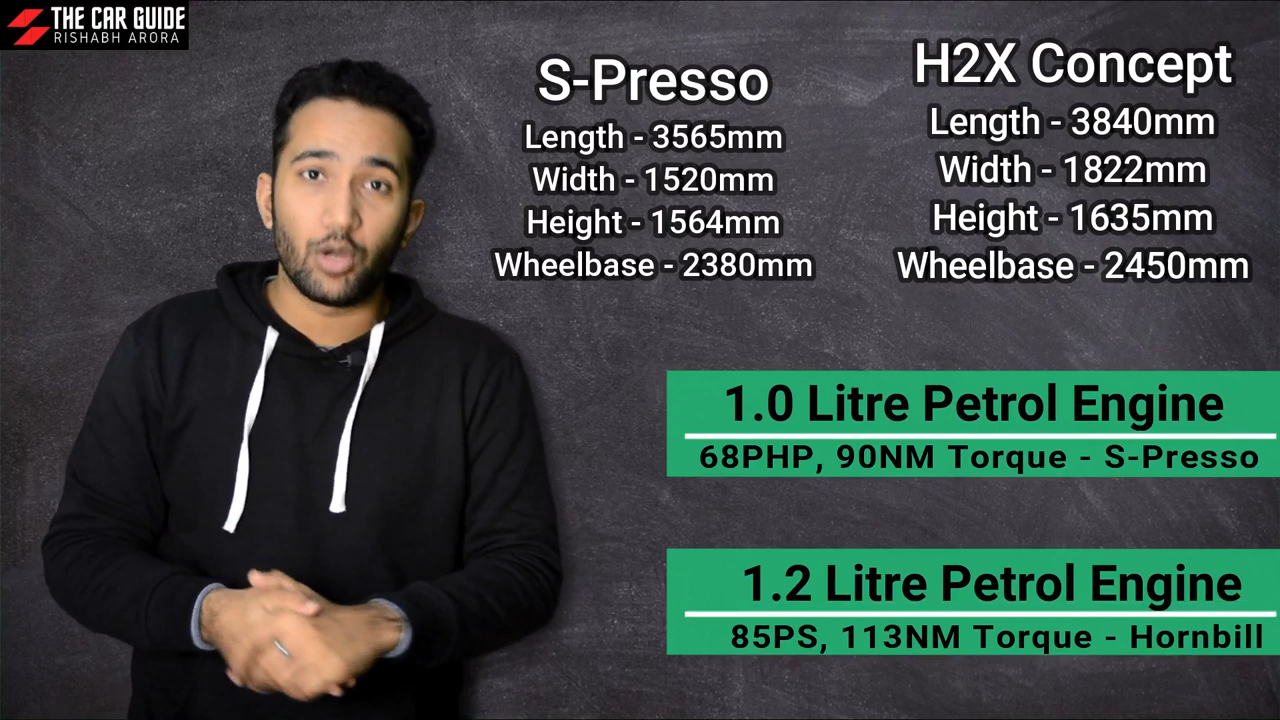 THE CAR GUIDE
RISHABH ARORA
S-Presso
Length - 3565mm
Width - 1520mm
Height - 1564mm
Wheelbase - 2380mm
H2X Concept
Length - 3840mm
Width - 1822mm
Height - 1635mm
Wheelbase - 2450mm
1.0 Litre Petrol Engine
68PHP, 90NM Torque - S-Presso
1.2 Litre Petrol Engine
85PS, 113NM Torque - Hornbill